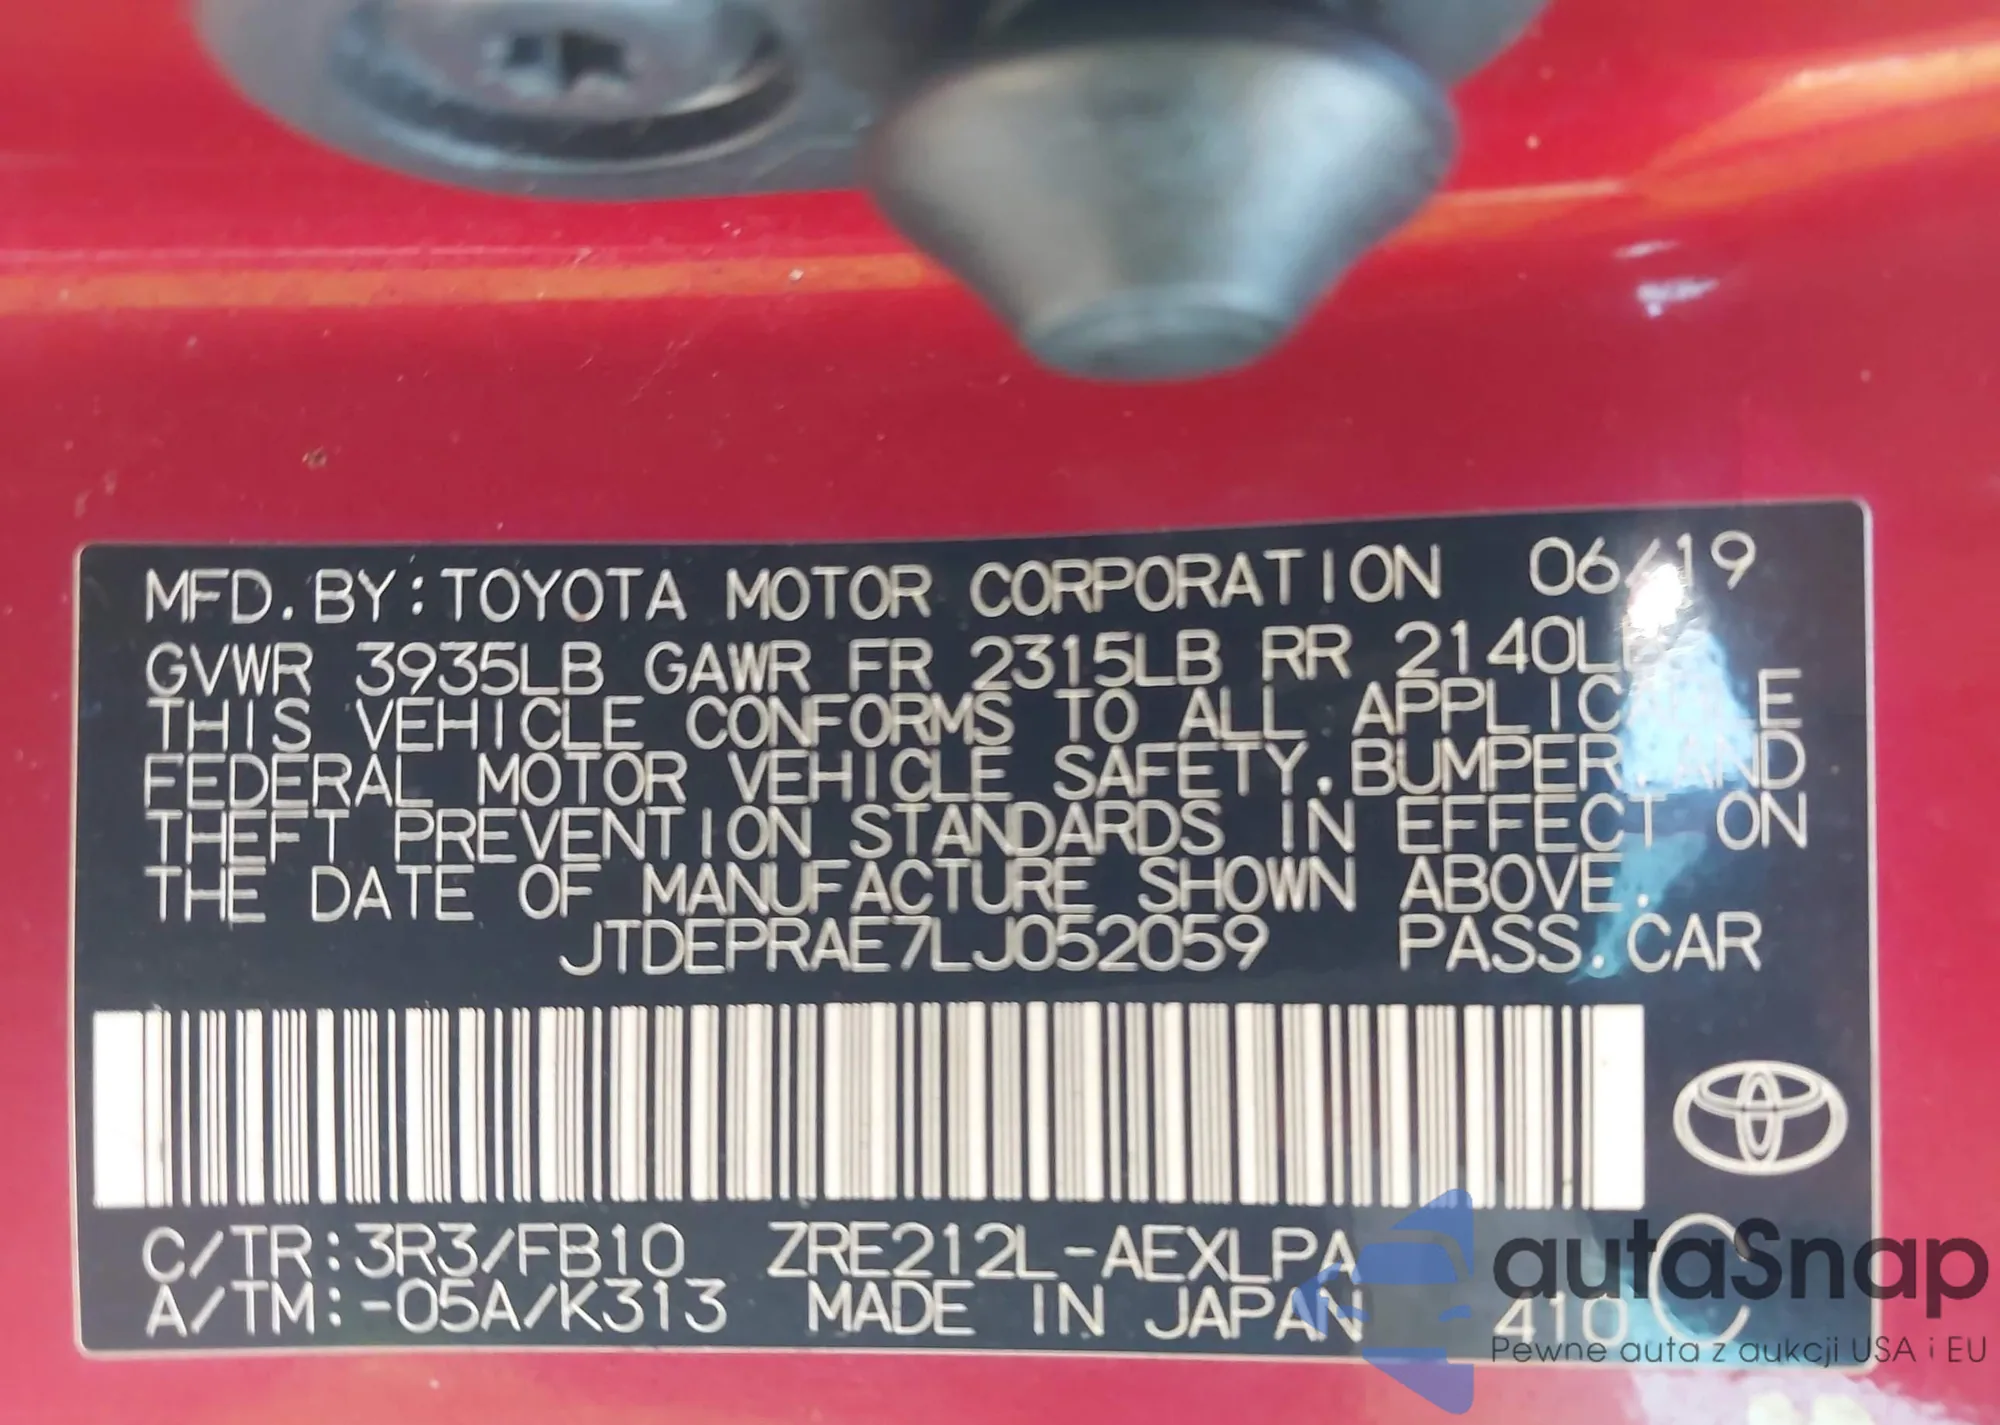 MFD. BY: TOYOTA MOTOR CORPORATION 06/19
GVWR 3935LB GAWR FR 2315LB RR 2140LB
THIS VEHICLE CONFORMS TO ALL APPLICABLE
FEDERAL MOTOR VEHICLE SAFETY, BUMPER, AND
THEFT PREVENTION STANDARDS IN EFFECT ON
THE DATE OF MANUFACTURE SHOWN ABOVE.
JTDEPRAE7LJ052059 PASS. CAR
C/TR: 3R3/FB10 ZRE212L-AEXLPA C
A/TM: -05A/K313 MADE IN JAPAN 410
autaSnap
Pewne auta z aukcji USA i EU